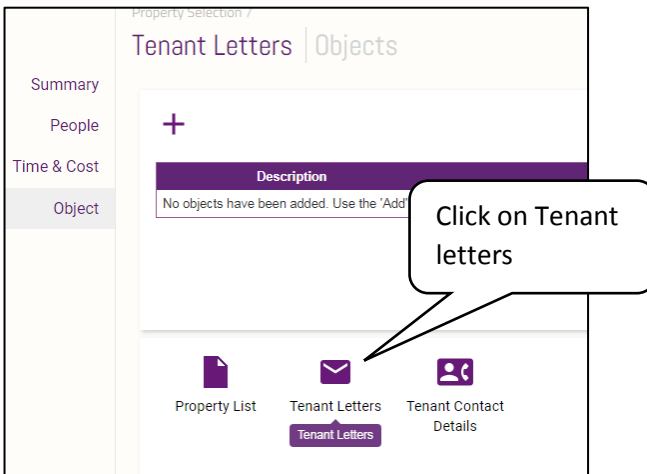 Property Selection /
Tenant Letters | Objects
Summary
People
Time & Cost
Object
+
Description
No objects have been added. Use the 'Add'
Click on Tenant
letters
Property List
Tenant Letters
Tenant Contact
Details
Tenant Letters